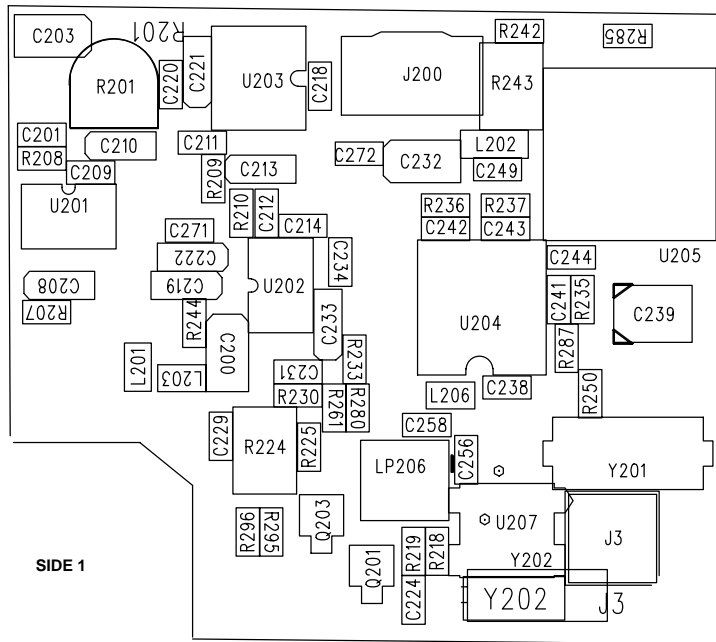 C203
R201
R242
R285
R201
C220
C221
U203
C218
J200
R243
C201
R208
C210
C211
C272
C232
L202
C249
C209
R209
C213
U201
R210
C212
C214
R236
R237
C242
C243
C271
C222
C234
C244
U205
C208
C219
U202
C241
R235
C239
R207
R244
C200
C233
U204
R287
L201
L203
C231
R233
C238
R250
R230
R261
R280
L206
C229
R224
R225
C258
LP206
C256
Y201
R296
R295
Q203
U207
J3
SIDE 1
Q201
R219
R218
Y202
C224
Y202
J3